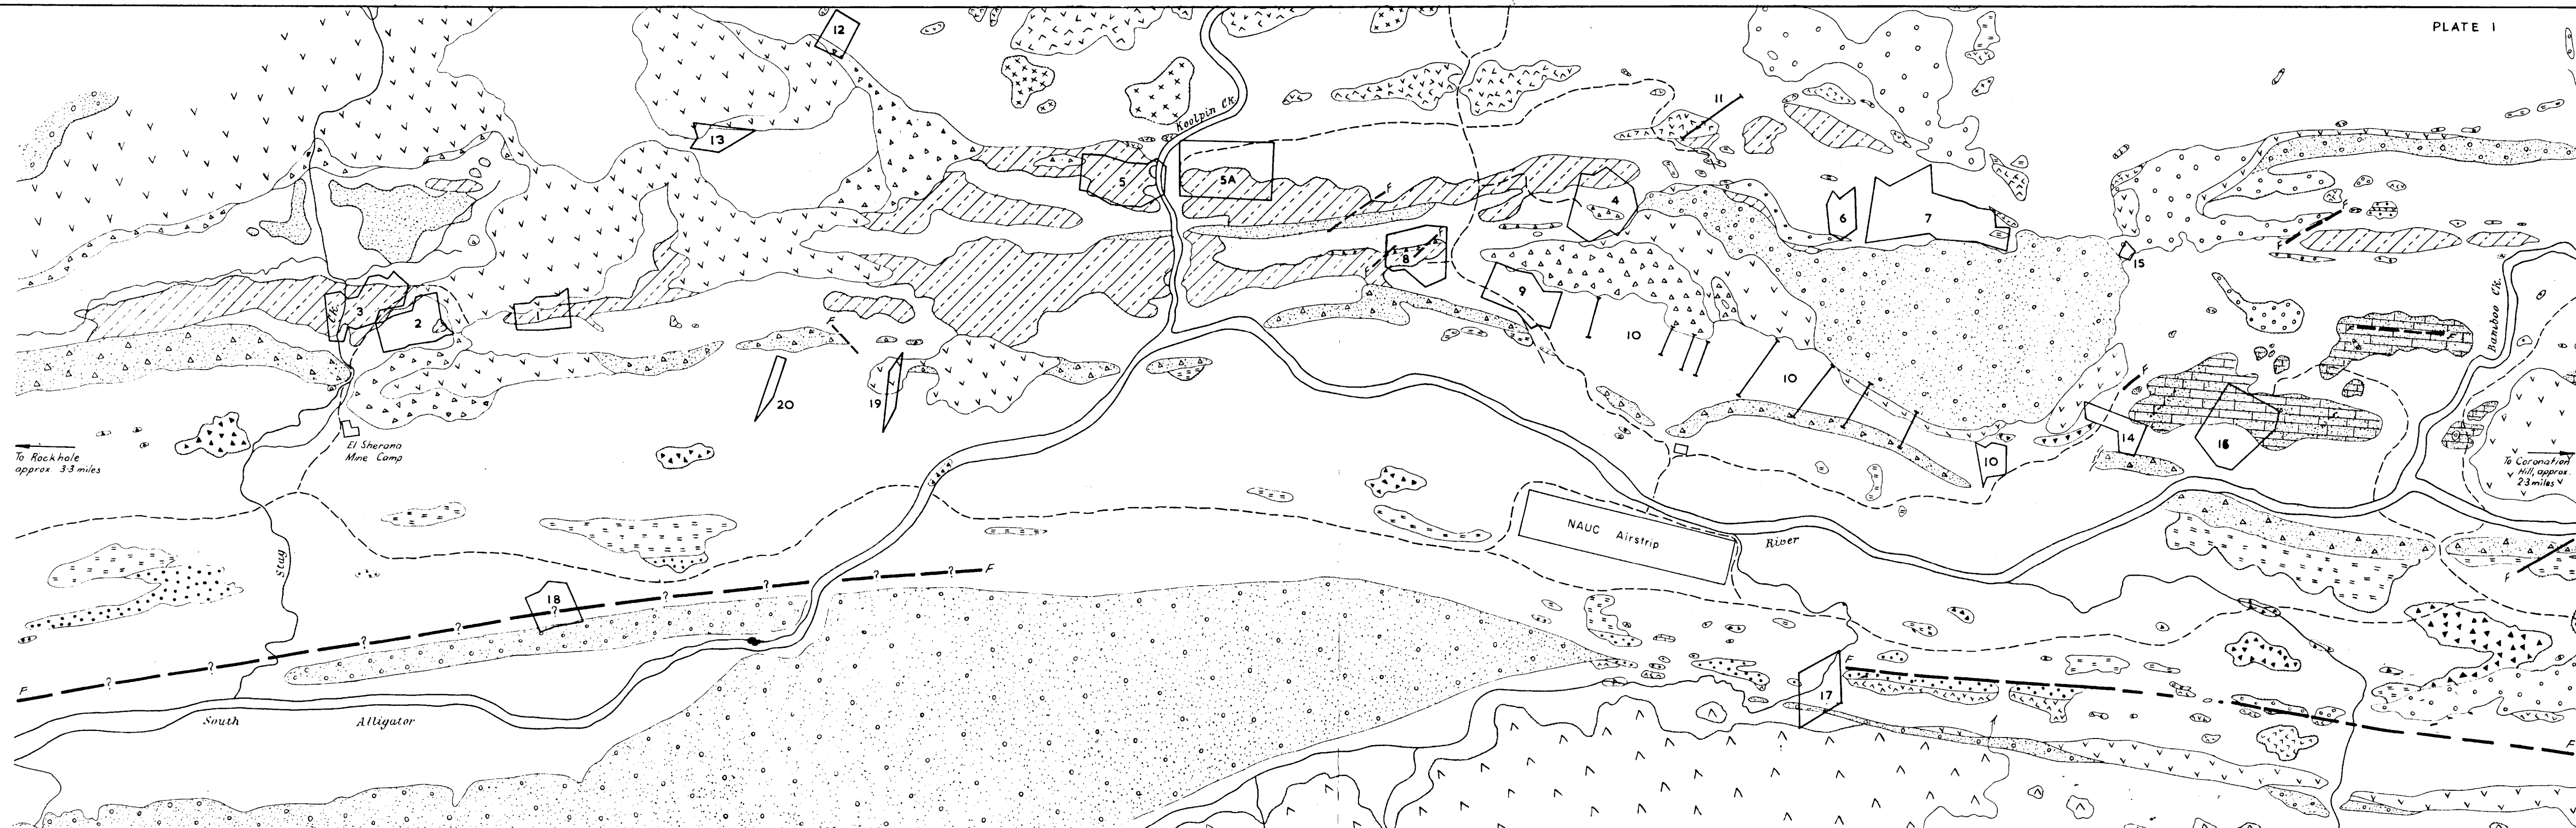 PLATE 1
12
Koolpin Ck.
11
13
5
5A
4
6
7
8
15
9
Ck.
3
2
1
10
Bamboo Ck.
10
20
19
El Sherana
Mine Camp
To Rockhole
approx. 3·3 miles
14
16
10
To Coronation
Hill, approx.
2·3 miles
NAUC Airstrip
River
Stag
F
18
?
?
?
?
?
?
?
?
?
F
F
F
F
F
F
17
F
F
South
Alligator